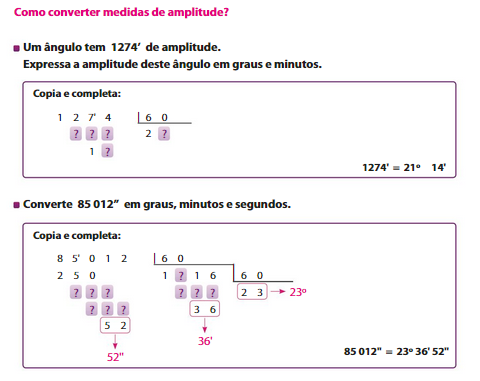 Como converter medidas de amplitude?
Um ângulo tem 1274' de amplitude.
Expressa a amplitude deste ângulo em graus e minutos.
Copia e completa:
1 2 7' 4 6 0
? ? ? 2 ?
1 ?
1274' = 21º 14'
Converte 85 012" em graus, minutos e segundos.
Copia e completa:
8 5' 0 1 2 6 0
2 5 0 1 ? 1 6 6 0
? ? ? ? ? ? 2 3 → 23º
? ? ? 3 6
5 2 36'
52"
85 012" = 23º 36' 52"